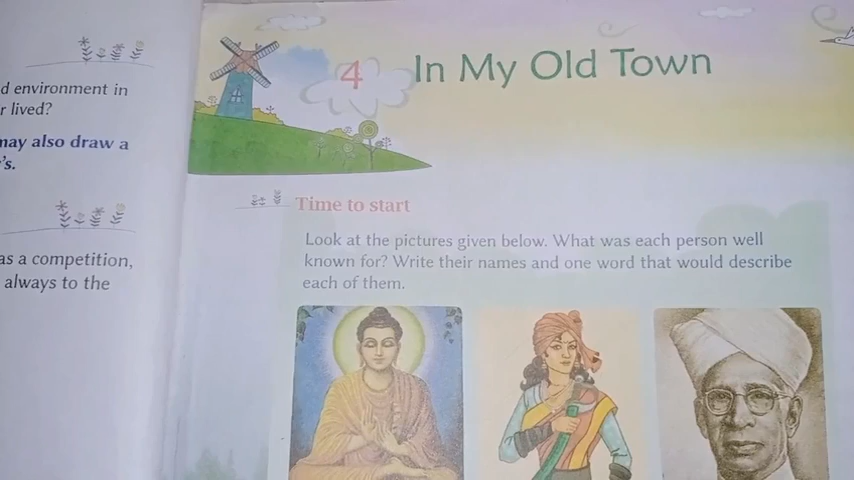 d environment in
r lived?
may also draw a
's.
as a competition,
always to the
4 In My Old Town
Time to start
Look at the pictures given below. What was each person well
known for? Write their names and one word that would describe
each of them.